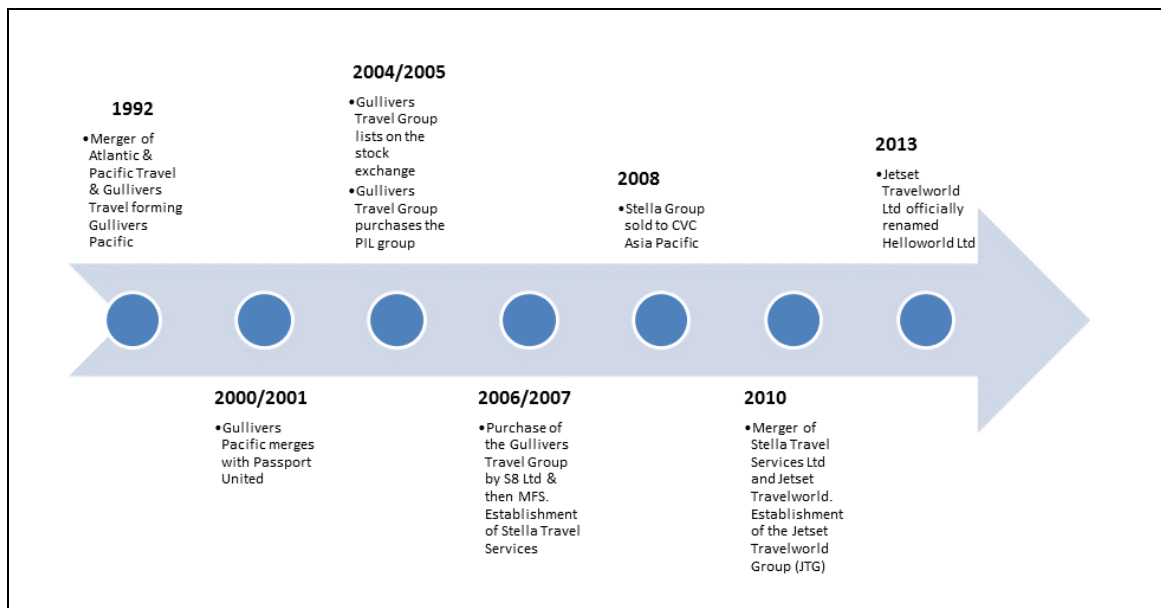 1992
•Merger of
Atlantic &
Pacific Travel
& Gullivers
Travel forming
Gullivers
Pacific
2000/2001
•Gullivers
Pacific merges
with Passport
United
2004/2005
•Gullivers
Travel Group
lists on the
stock
exchange
•Gullivers
Travel Group
purchases the
PIL group
2006/2007
•Purchase of
the Gullivers
Travel Group
by S8 Ltd &
then MFS.
Establishment
of Stella Travel
Services
2008
•Stella Group
sold to CVC
Asia Pacific
2010
•Merger of
Stella Travel
Services Ltd
and Jetset
Travelworld.
Establishment
of the Jetset
Travelworld
Group (JTG)
2013
•Jetset
Travelworld
Ltd officially
renamed
Helloworld Ltd